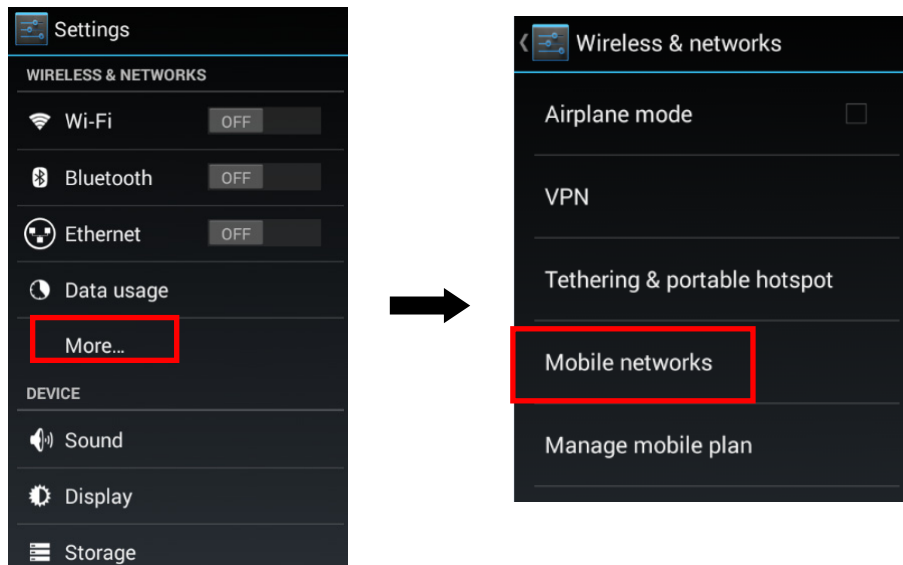 Settings
WIRELESS & NETWORKS
Wi-Fi OFF
Bluetooth OFF
Ethernet OFF
Data usage
More...
DEVICE
Sound
Display
Storage
Wireless & networks
Airplane mode
VPN
Tethering & portable hotspot
Mobile networks
Manage mobile plan